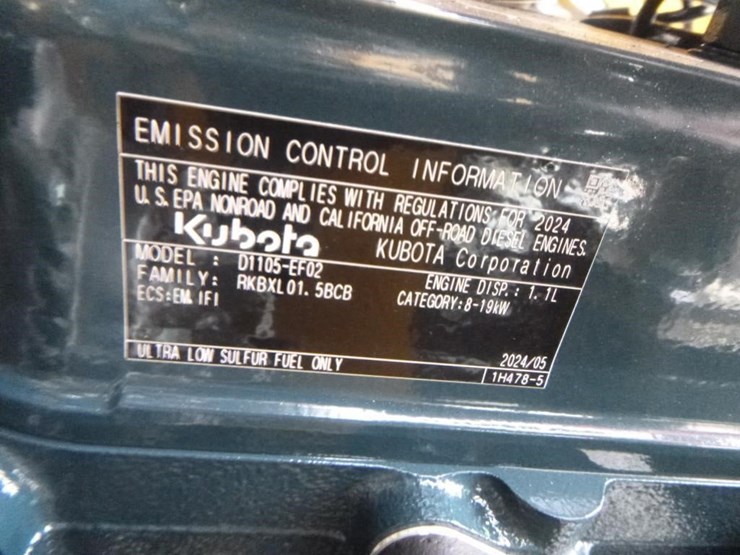 EMISSION CONTROL INFORMATION
THIS ENGINE COMPLIES WITH REGULATIONS FOR 2024
U.S.EPA NONROAD AND CALIFORNIA OFF-ROAD DIESEL ENGINES.
Kubota KUBOTA Corporation
MODEL : D1105-EF02 ENGINE DISP.: 1.1L
FAMILY: RKBXL01.5BCB CATEGORY:8-19kW
ECS:EM, IFI
2024/05
ULTRA LOW SULFUR FUEL ONLY 1H478-5